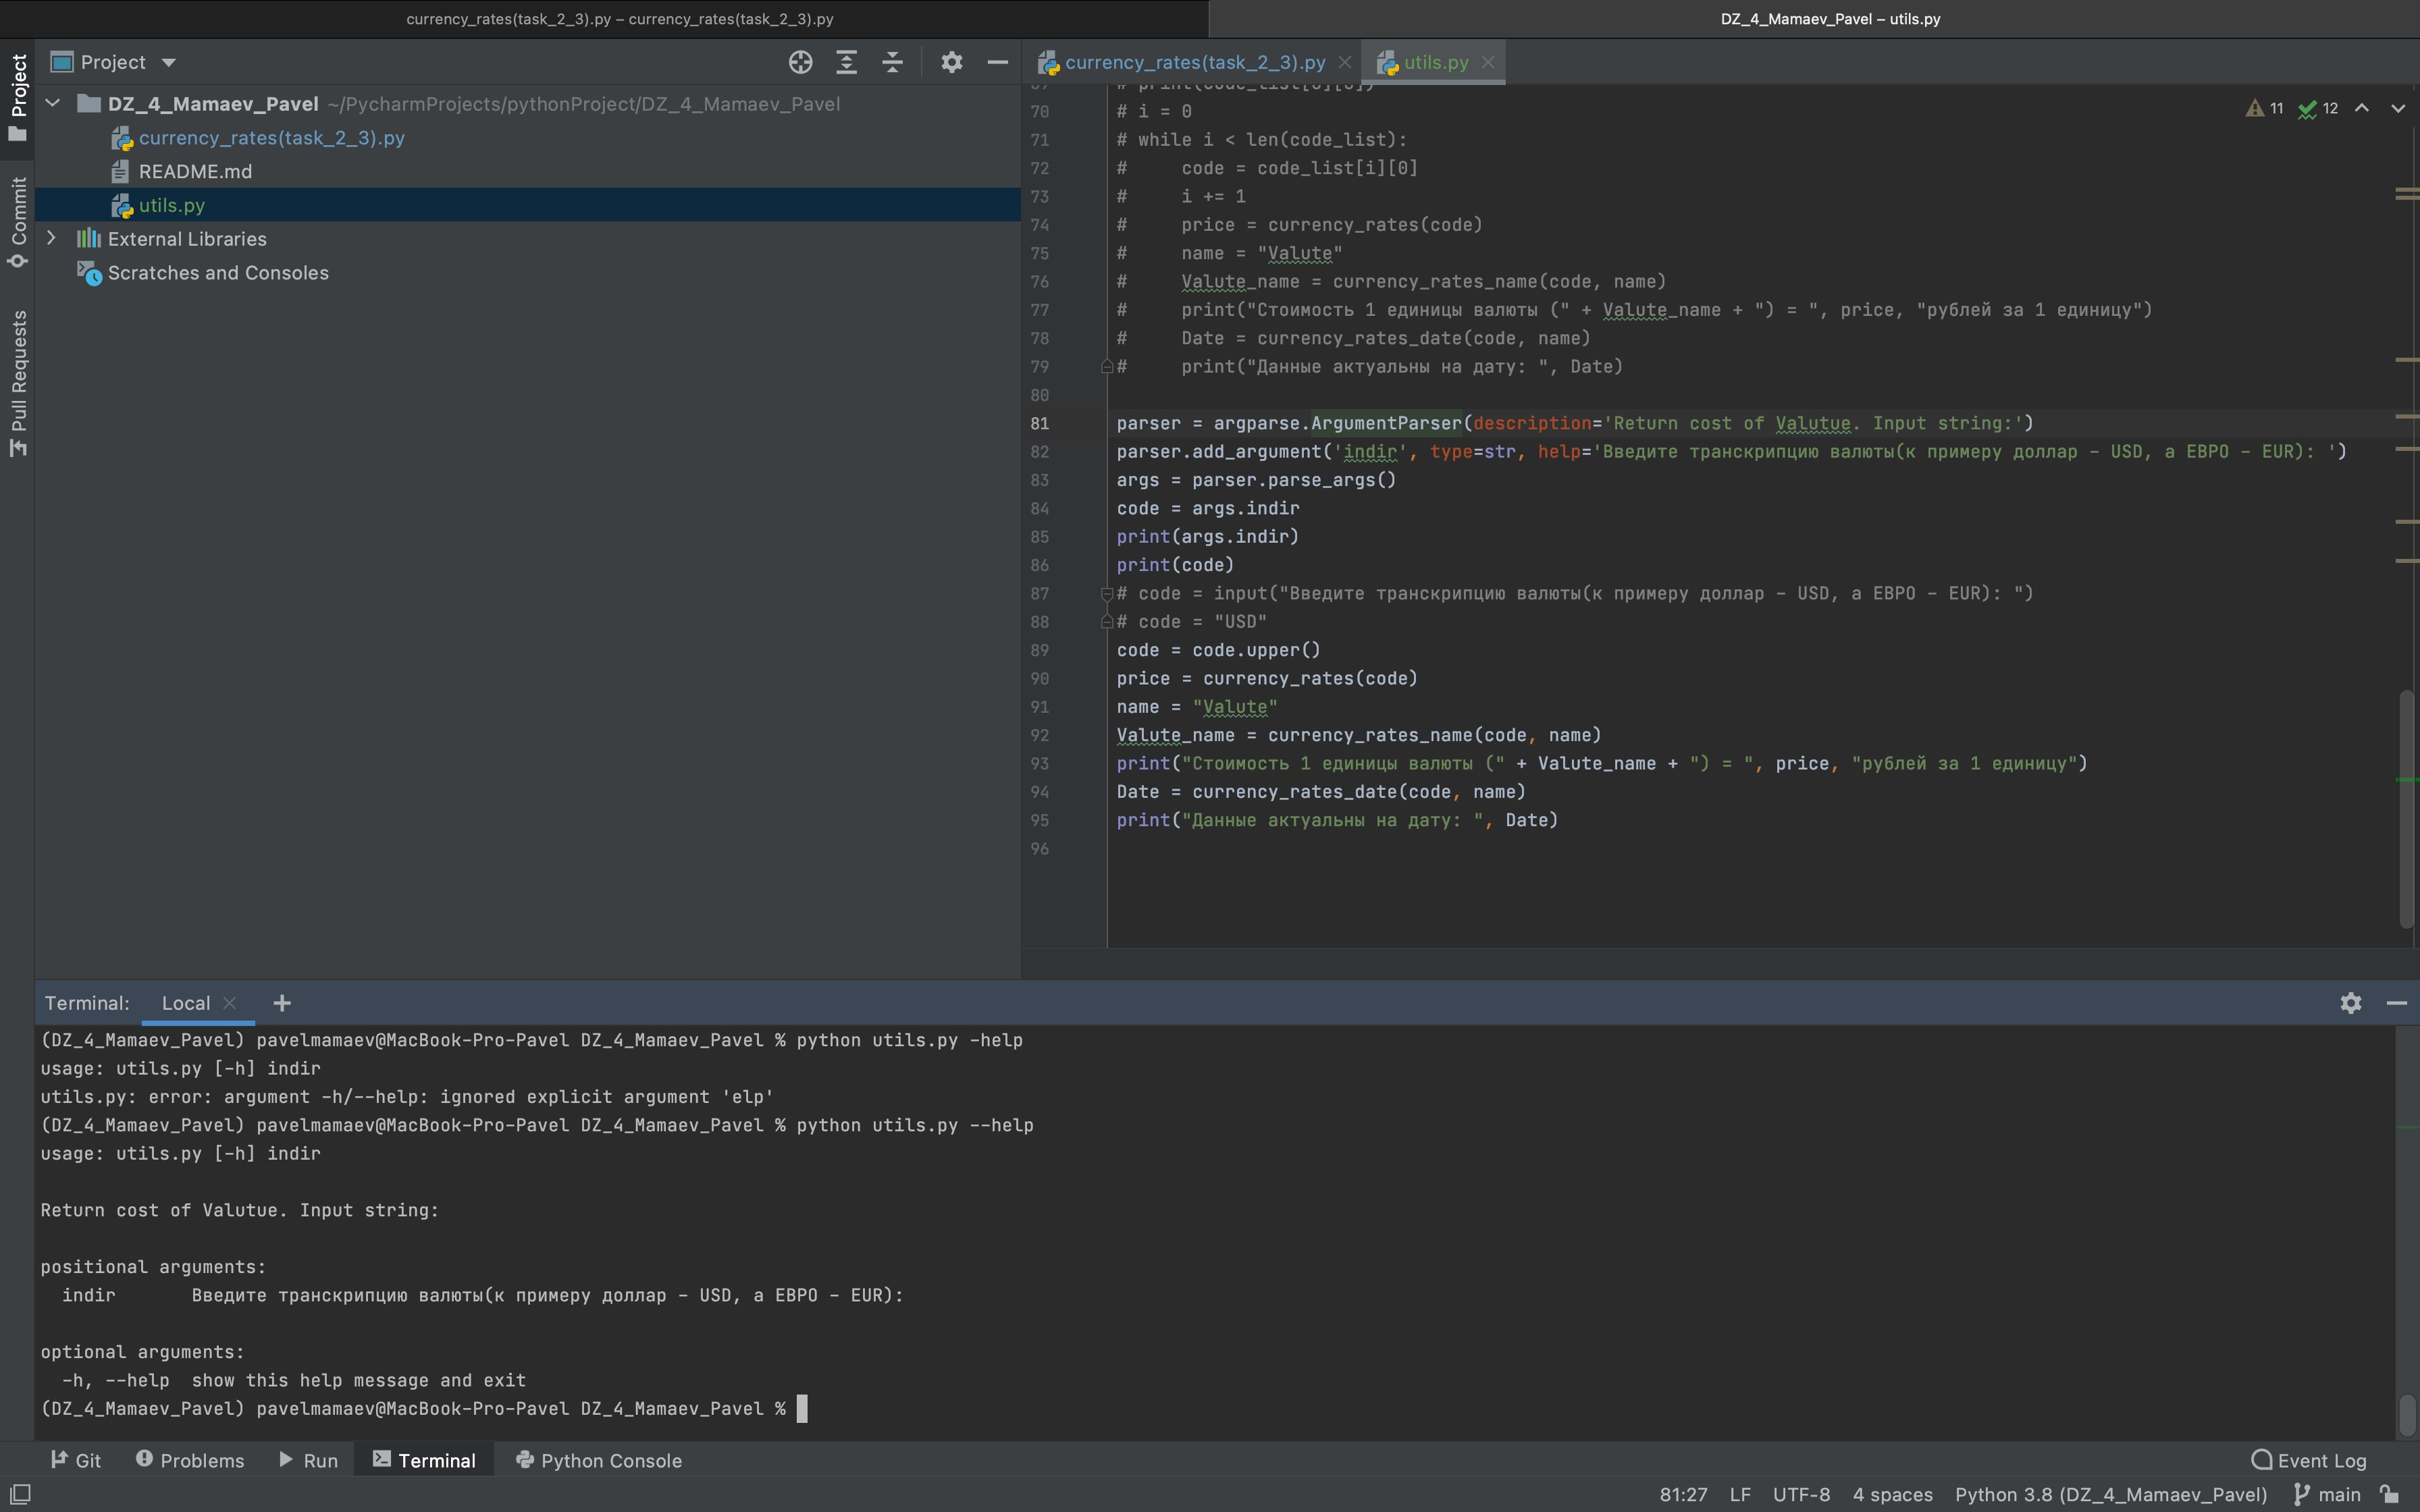 currency_rates(task_2_3).py – currency_rates(task_2_3).py
DZ_4_Mamaev_Pavel – utils.py
Project
Project
Commit
Pull Requests
DZ_4_Mamaev_Pavel ~/PycharmProjects/pythonProject/DZ_4_Mamaev_Pavel
currency_rates(task_2_3).py
README.md
utils.py
External Libraries
Scratches and Consoles
currency_rates(task_2_3).py
utils.py
11 12
70 # i = 0
71 # while i < len(code_list):
72 #     code = code_list[i][0]
73 #     i += 1
74 #     price = currency_rates(code)
75 #     name = "Valute"
76 #     Valute_name = currency_rates_name(code, name)
77 #     print("Стоимость 1 единицы валюты (" + Valute_name + ") = ", price, "рублей за 1 единицу")
78 #     Date = currency_rates_date(code, name)
79 #     print("Данные актуальны на дату: ", Date)
80
81 parser = argparse.ArgumentParser(description='Return cost of Valutue. Input string:')
82 parser.add_argument('indir', type=str, help='Введите транскрипцию валюты(к примеру доллар - USD, а ЕВРО - EUR): ')
83 args = parser.parse_args()
84 code = args.indir
85 print(args.indir)
86 print(code)
87 # code = input("Введите транскрипцию валюты(к примеру доллар - USD, а ЕВРО - EUR): ")
88 # code = "USD"
89 code = code.upper()
90 price = currency_rates(code)
91 name = "Valute"
92 Valute_name = currency_rates_name(code, name)
93 print("Стоимость 1 единицы валюты (" + Valute_name + ") = ", price, "рублей за 1 единицу")
94 Date = currency_rates_date(code, name)
95 print("Данные актуальны на дату: ", Date)
96
Terminal: Local
(DZ_4_Mamaev_Pavel) pavelmamaev@MacBook-Pro-Pavel DZ_4_Mamaev_Pavel % python utils.py -help
usage: utils.py [-h] indir
utils.py: error: argument -h/--help: ignored explicit argument 'elp'
(DZ_4_Mamaev_Pavel) pavelmamaev@MacBook-Pro-Pavel DZ_4_Mamaev_Pavel % python utils.py --help
usage: utils.py [-h] indir
Return cost of Valutue. Input string:
positional arguments:
  indir       Введите транскрипцию валюты(к примеру доллар - USD, а ЕВРО - EUR):
optional arguments:
  -h, --help  show this help message and exit
(DZ_4_Mamaev_Pavel) pavelmamaev@MacBook-Pro-Pavel DZ_4_Mamaev_Pavel %
Git Problems Run Terminal Python Console Event Log
81:27 LF UTF-8 4 spaces Python 3.8 (DZ_4_Mamaev_Pavel) main